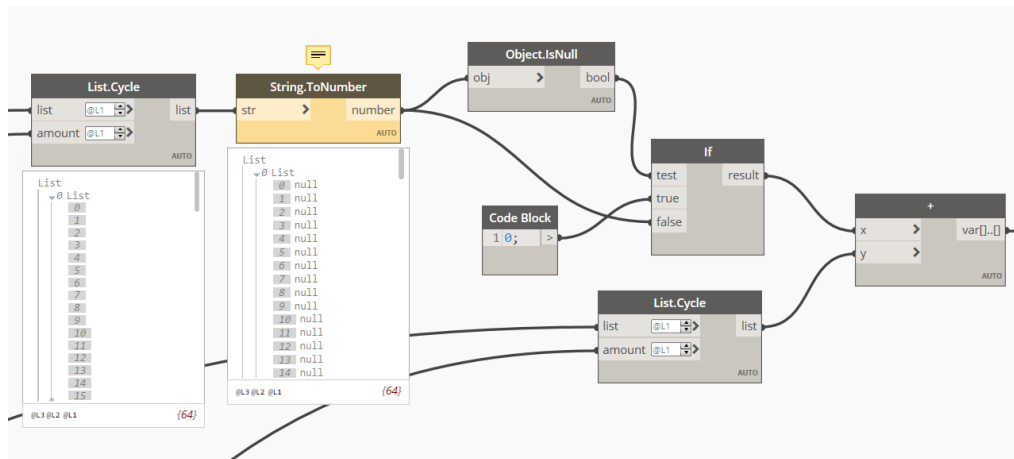 List.Cycle
list @L1 > list
amount @L1 >
AUTO
List
0 List
0
1
2
3
4
5
6
7
8
9
10
11
12
13
14
15
@L3 @L2 @L1 {64}
String.ToNumber
str > number
AUTO
List
0 List
0 null
1 null
2 null
3 null
4 null
5 null
6 null
7 null
8 null
9 null
10 null
11 null
12 null
13 null
14 null
@L3 @L2 @L1 {64}
Object.IsNull
obj > bool
AUTO
Code Block
1 0; >
If
test result
true
false
AUTO
List.Cycle
list @L1 > list
amount @L1 >
AUTO
+
x > var[]..[]
y >
AUTO